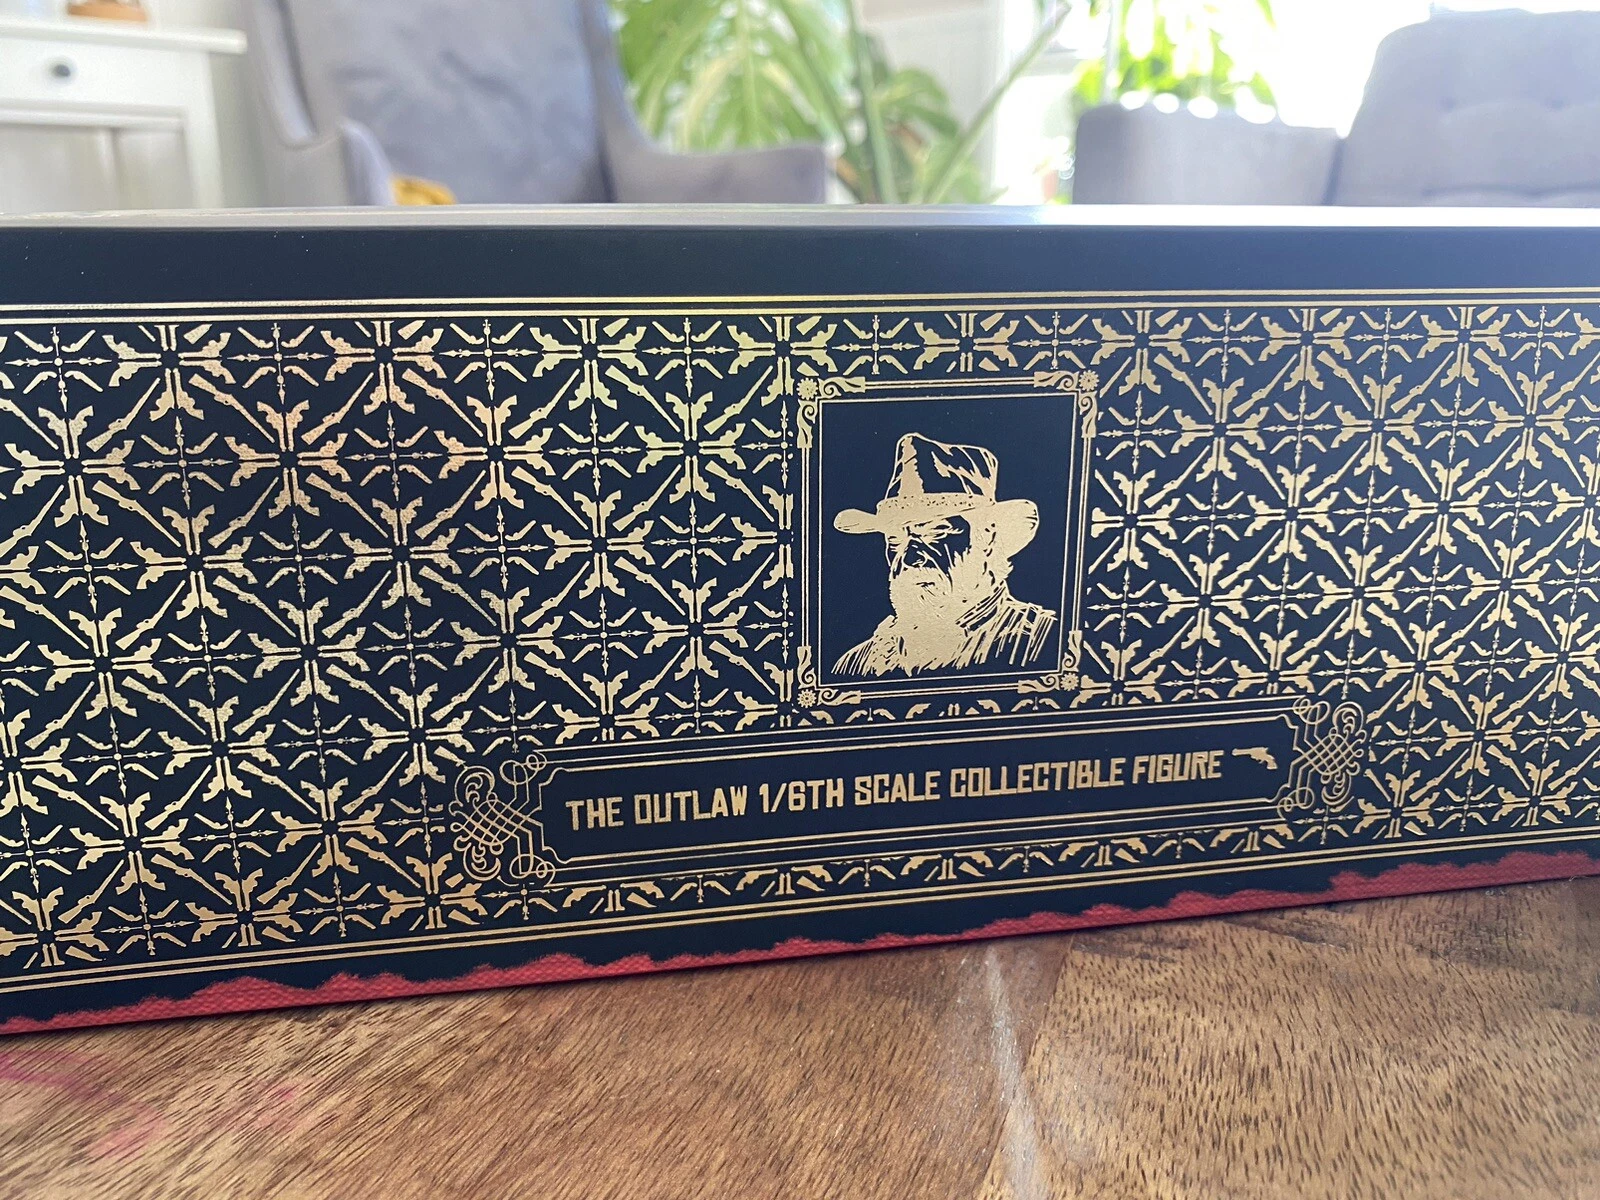 THE OUTLAW 1/6TH SCALE COLLECTIBLE FIGURE